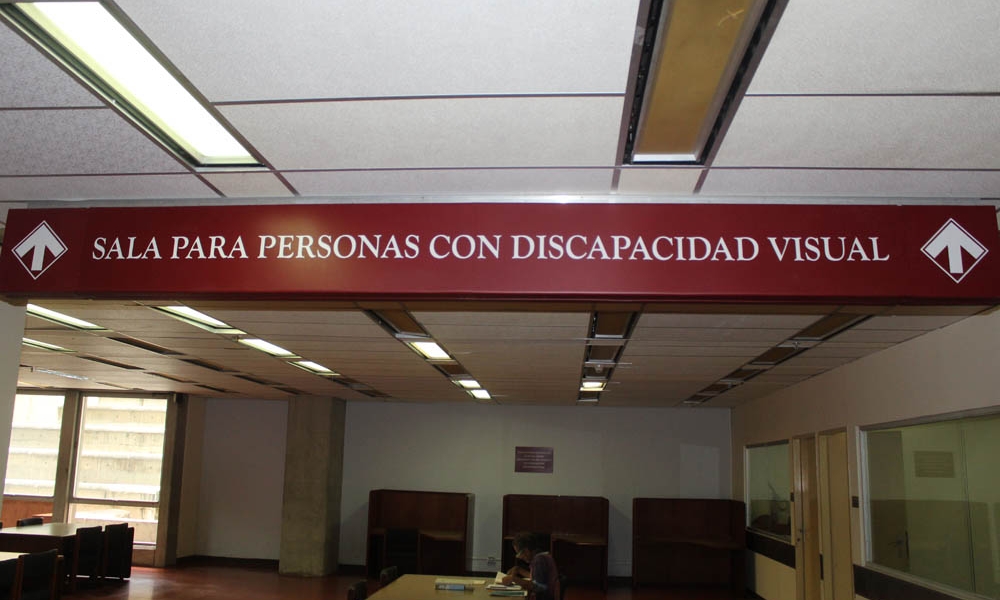 SALA PARA PERSONAS CON DISCAPACIDAD VISUAL